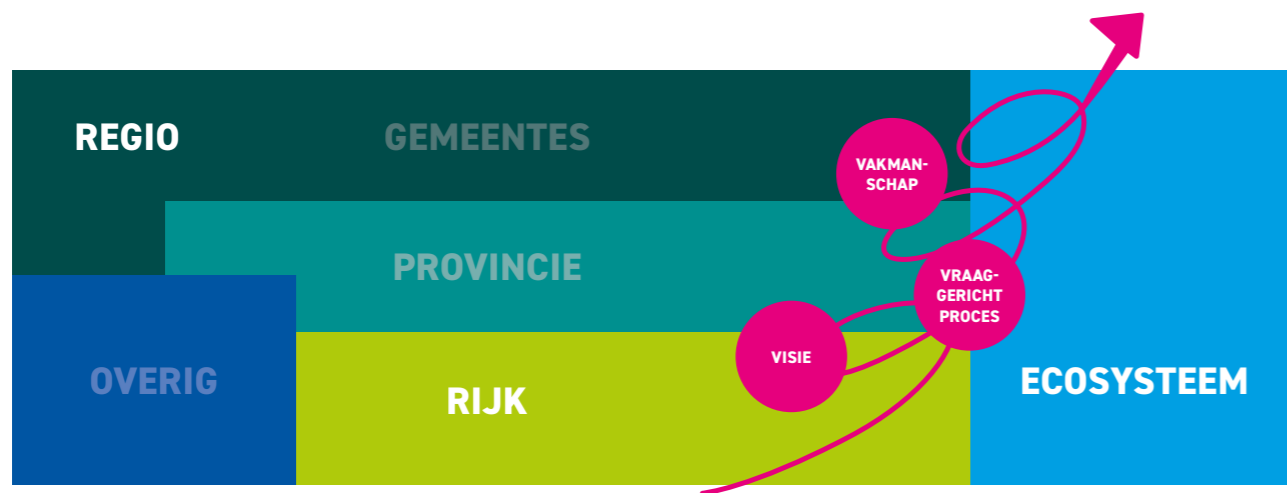 REGIO
GEMEENTES
VAKMAN-
SCHAP
PROVINCIE
VRAAG-
GERICHT
PROCES
VISIE
OVERIG
RIJK
ECOSYSTEEM